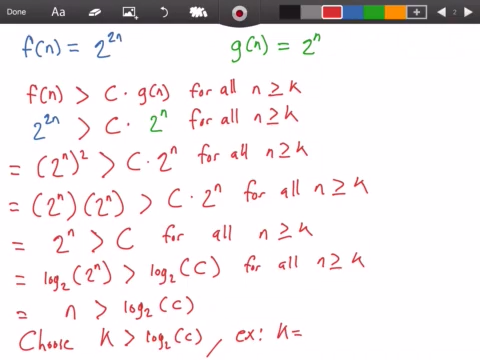 Done Aa 2
f(n) = 2^{2n} g(n) = 2^n
f(n) > C · g(n) for all n ≥ k
2^{2n} > C · 2^n for all n ≥ k
= (2^n)^2 > C · 2^n for all n ≥ k
= (2^n) (2^n) > C · 2^n for all n ≥ k
= 2^n > C for all n ≥ k
= log_2 (2^n) > log_2 (C) for all n ≥ k
= n > log_2 (c)
Choose K > log_2 (c), ex: K =